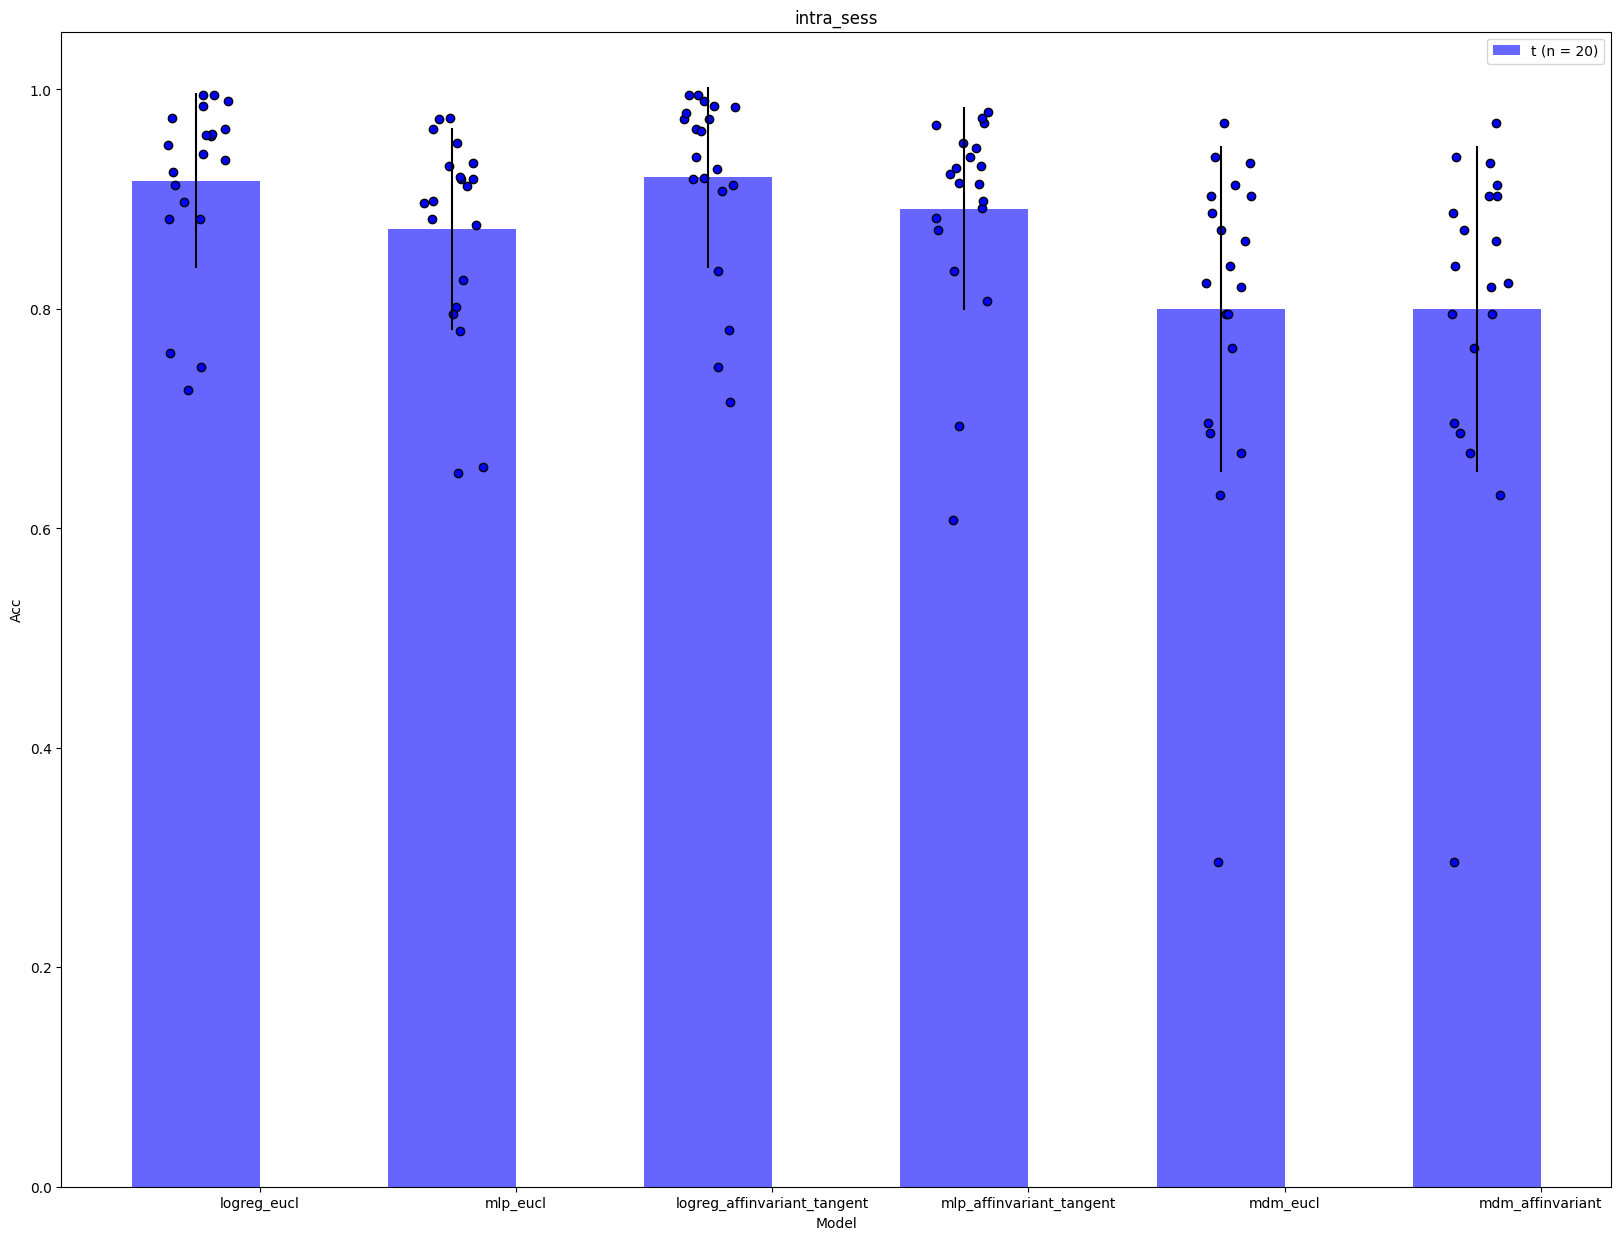 intra_sess
t (n = 20)
1.0
0.8
0.6
0.4
0.2
0.0
Acc
logreg_eucl
mlp_eucl
logreg_affinvariant_tangent
mlp_affinvariant_tangent
mdm_eucl
mdm_affinvariant
Model